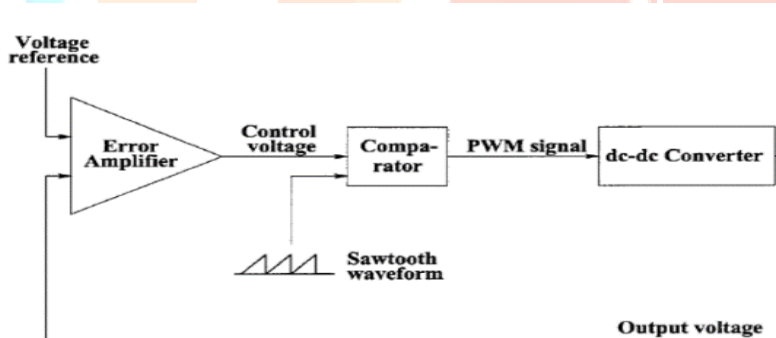 Voltage
reference
Error
Amplifier
Control
voltage
Compa-
rator
PWM signal
dc-dc Converter
Sawtooth
waveform
Output voltage